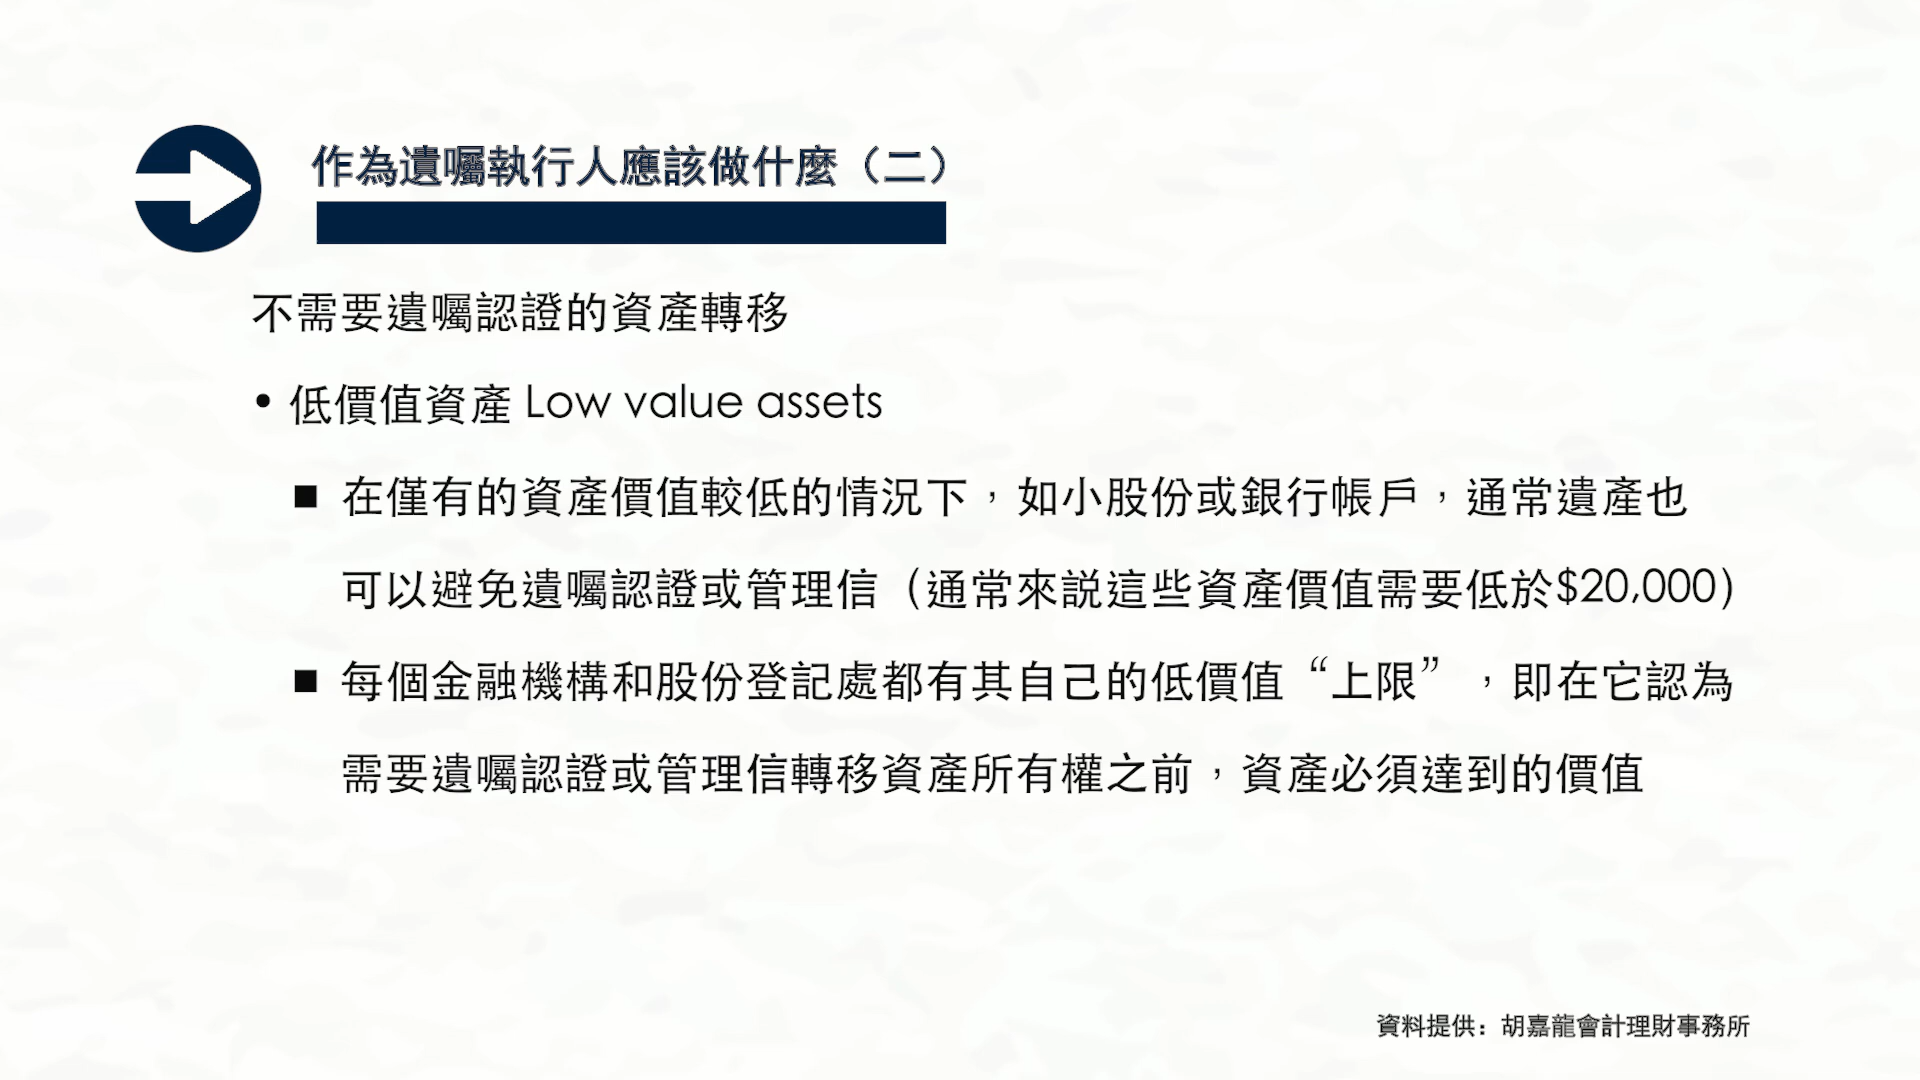 作為遺囑執行人應該做什麼（二）
不需要遺囑認證的資產轉移
• 低價值資產 Low value assets
■ 在僅有的資產價值較低的情況下，如小股份或銀行帳戶，通常遺產也
可以避免遺囑認證或管理信（通常來説這些資產價值需要低於$20,000）
■ 每個金融機構和股份登記處都有其自己的低價值“上限”，即在它認為
需要遺囑認證或管理信轉移資產所有權之前，資產必須達到的價值
資料提供：胡嘉龍會計理財事務所